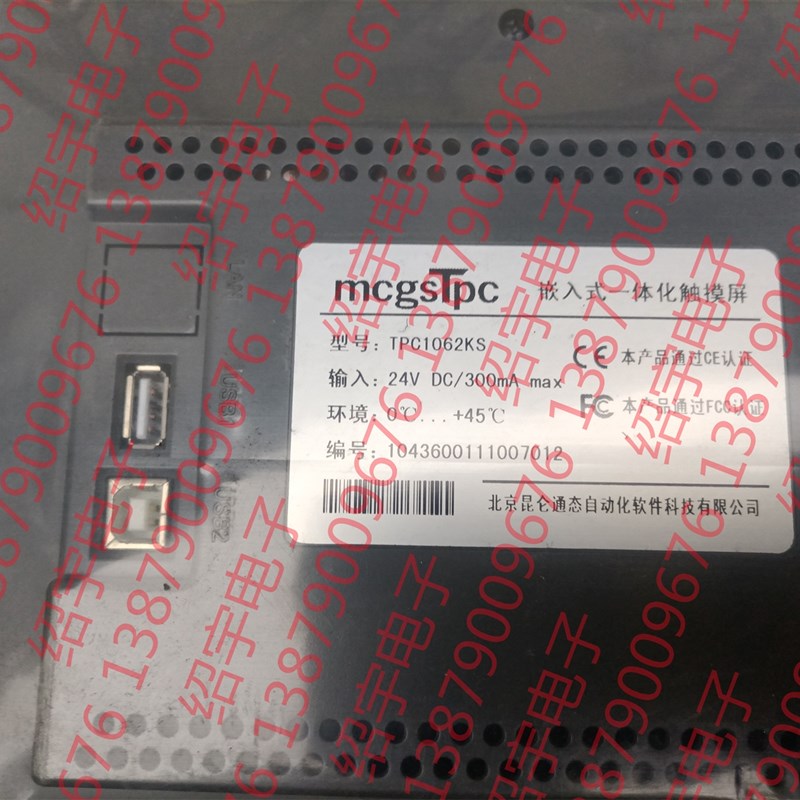 mcgsTpc 嵌入式一体化触摸屏
型号: TPC1062KS
CE 本产品通过CE认证
输入: 24V DC/300mA max
FC 本产品通过FCC认证
环境: 0℃...+45℃
编号: 1043600111007012
北京昆仑通态自动化软件科技有限公司
LAN
USB1
USB2
绍宇电子 13879009676